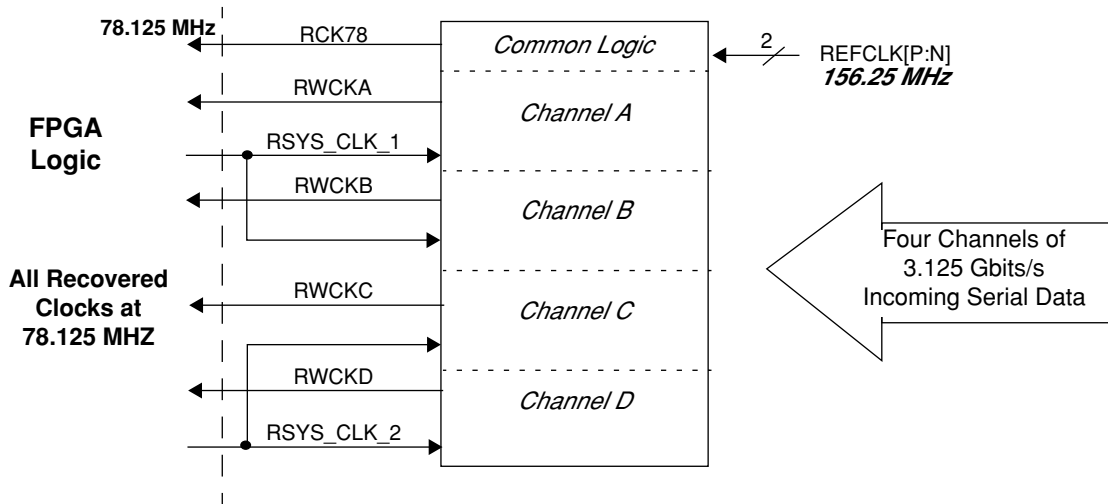 78.125 MHz
RCK78
Common Logic
2
REFCLK[P:N]
156.25 MHz
RWCKA
Channel A
FPGA
Logic
RSYS_CLK_1
RWCKB
Channel B
Four Channels of
3.125 Gbits/s
Incoming Serial Data
All Recovered
Clocks at
78.125 MHZ
RWCKC
Channel C
RWCKD
Channel D
RSYS_CLK_2